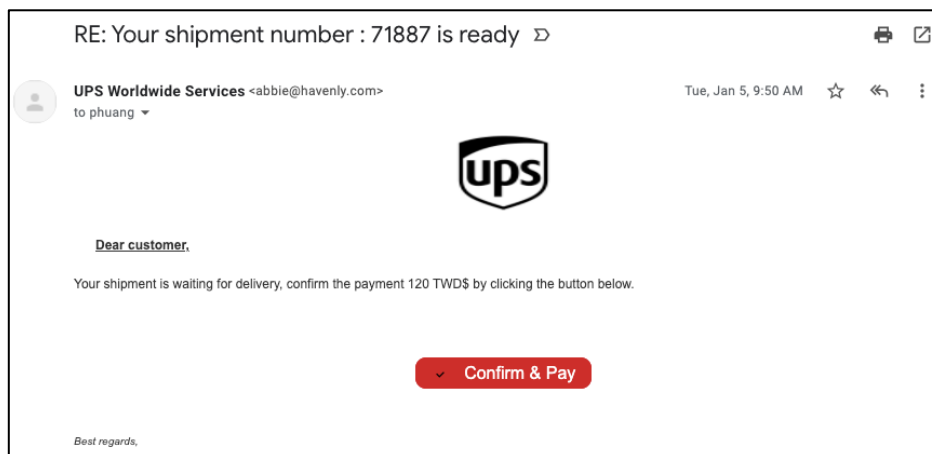 RE: Your shipment number : 71887 is ready
UPS Worldwide Services <abbie@havenly.com>
Tue, Jan 5, 9:50 AM
to phuang
ups
Dear customer,
Your shipment is waiting for delivery, confirm the payment 120 TWD$ by clicking the button below.
Confirm & Pay
Best regards,